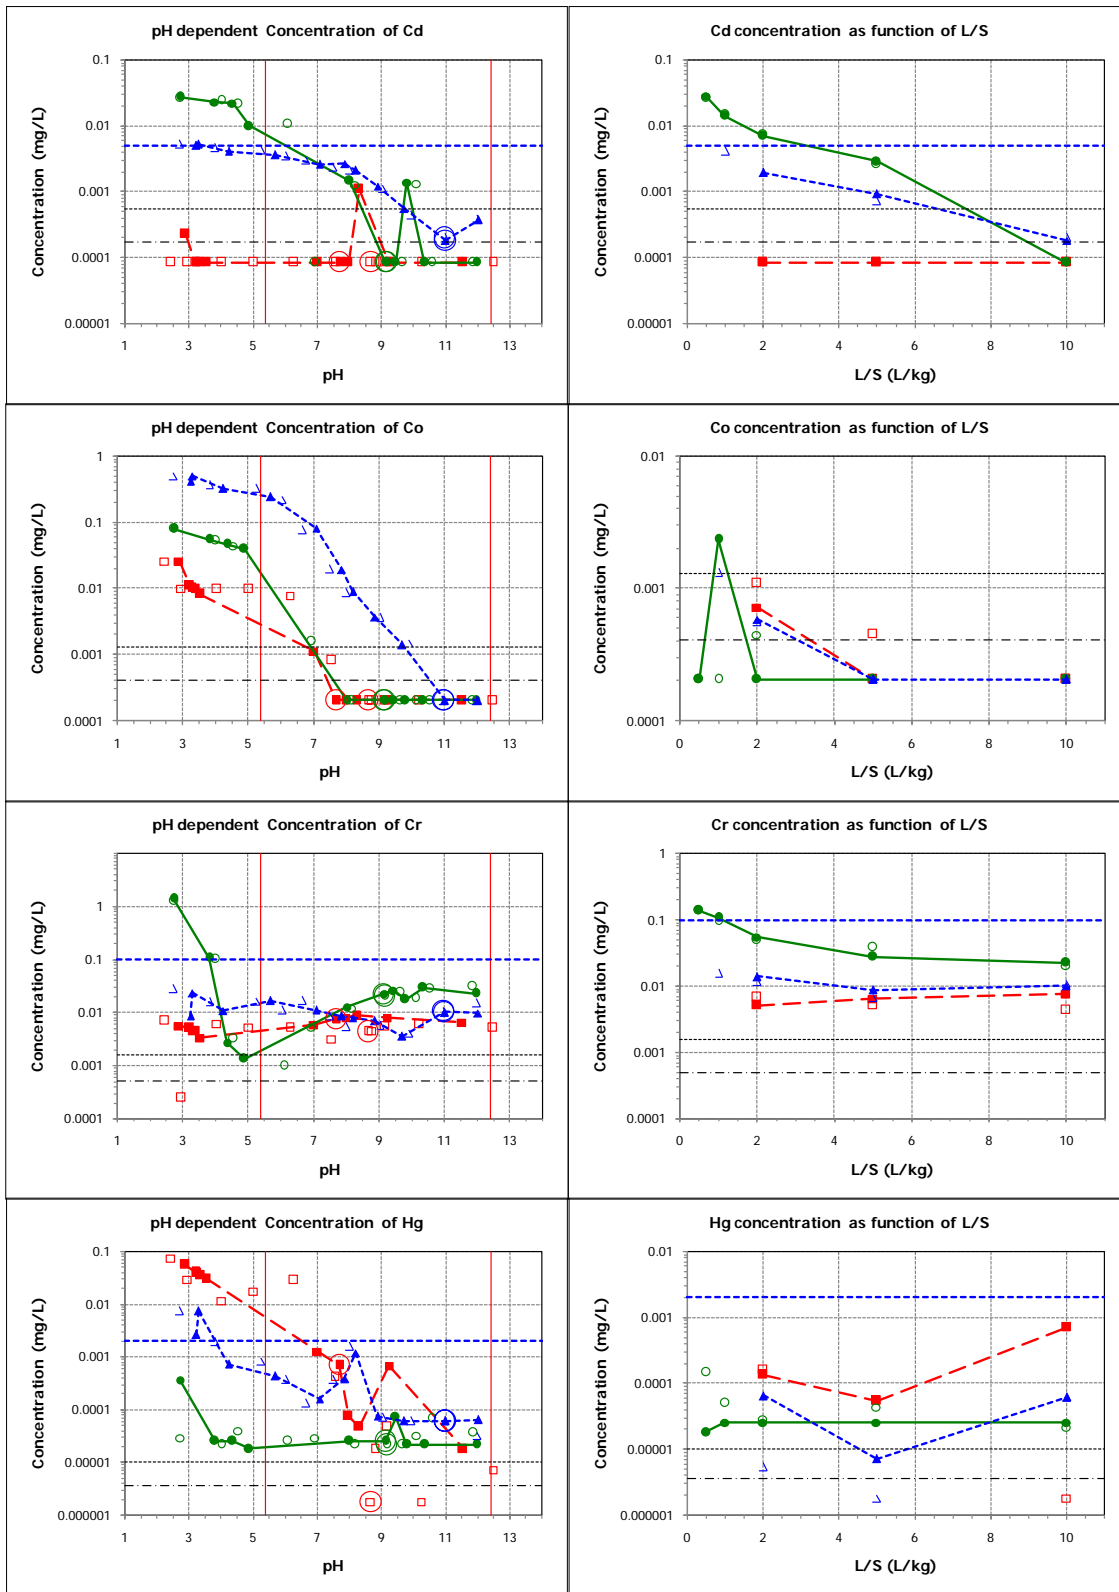 pH dependent Concentration of Cd
Concentration (mg/L)
0.1
0.01
0.001
0.0001
0.00001
1 3 5 7 9 11 13
pH
Cd concentration as function of L/S
Concentration (mg/L)
0.1
0.01
0.001
0.0001
0.00001
0 2 4 6 8 10
L/S (L/kg)
pH dependent Concentration of Co
Concentration (mg/L)
1
0.1
0.01
0.001
0.0001
1 3 5 7 9 11 13
pH
Co concentration as function of L/S
Concentration (mg/L)
0.01
0.001
0.0001
0 2 4 6 8 10
L/S (L/kg)
pH dependent Concentration of Cr
Concentration (mg/L)
1
0.1
0.01
0.001
0.0001
1 3 5 7 9 11 13
pH
Cr concentration as function of L/S
Concentration (mg/L)
1
0.1
0.01
0.001
0.0001
0 2 4 6 8 10
L/S (L/kg)
pH dependent Concentration of Hg
Concentration (mg/L)
0.1
0.01
0.001
0.0001
0.00001
0.000001
1 3 5 7 9 11 13
pH
Hg concentration as function of L/S
Concentration (mg/L)
0.01
0.001
0.0001
0.00001
0.000001
0 2 4 6 8 10
L/S (L/kg)